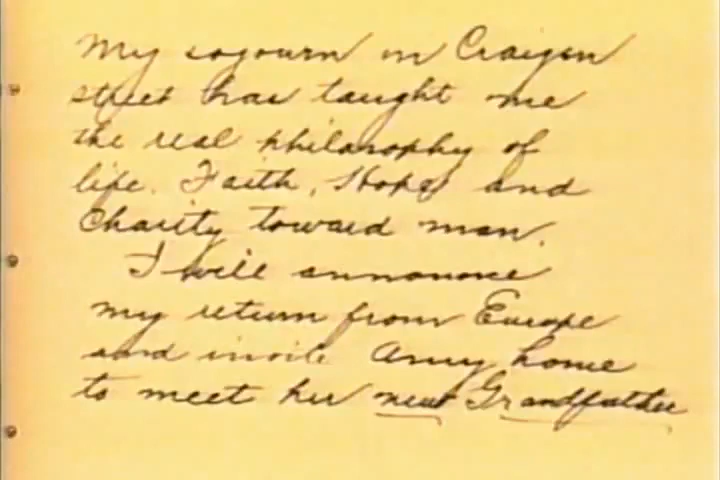 My sojourn in Craigen
street has taught me
the real philosophy of
life. Faith, Hope and
Charity toward man.
I will announce
my return from Europe
and invite Amy home
to meet her new Grandfather